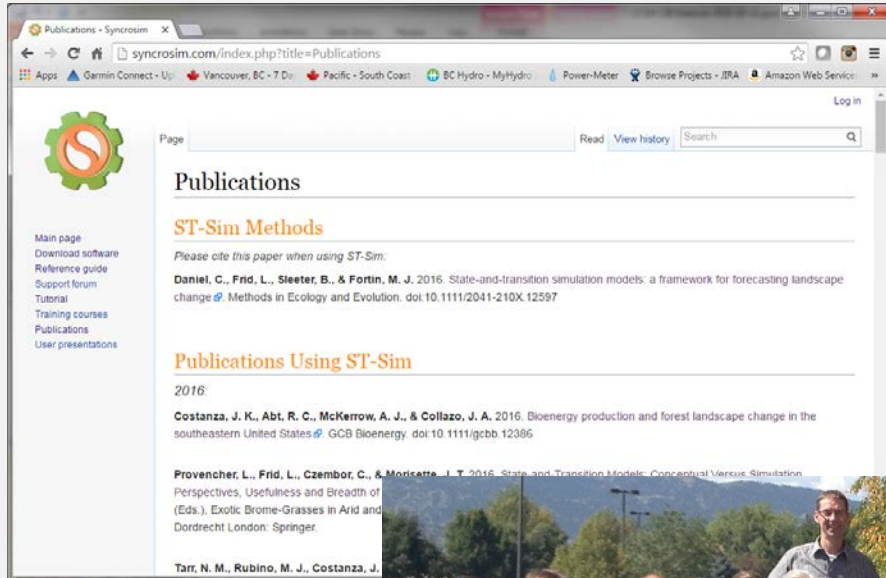 Publications - Syncrosim
syncrosim.com/index.php?title=Publications
Apps Garmin Connect - Up Vancouver, BC - 7 Da Pacific - South Coast BC Hydro - MyHydro Power-Meter Browse Projects - JIRA Amazon Web Service
Log in
Page Read View history Search
Publications
Main page
Download software
Reference guide
Support forum
Tutorial
Training courses
Publications
User presentations
ST-Sim Methods
Please cite this paper when using ST-Sim:
Daniel, C., Frid, L., Sleeter, B., & Fortin, M. J. 2016. State-and-transition simulation models: a framework for forecasting landscape
change. Methods in Ecology and Evolution. doi:10.1111/2041-210X.12597
Publications Using ST-Sim
2016:
Costanza, J. K., Abt, R. C., McKerrow, A. J., & Collazo, J. A. 2016. Bioenergy production and forest landscape change in the
southeastern United States. GCB Bioenergy. doi:10.1111/gcbb.12386
Provencher, L., Frid, L., Czembor, C., & Morisette, J. T. 2016. State-and-Transition Models: Conceptual Versus Simulation
Perspectives, Usefulness and Breadth of
(Eds.), Exotic Brome-Grasses in Arid and
Dordrecht London: Springer.
Tarr, N. M., Rubino, M. J., Costanza, J.